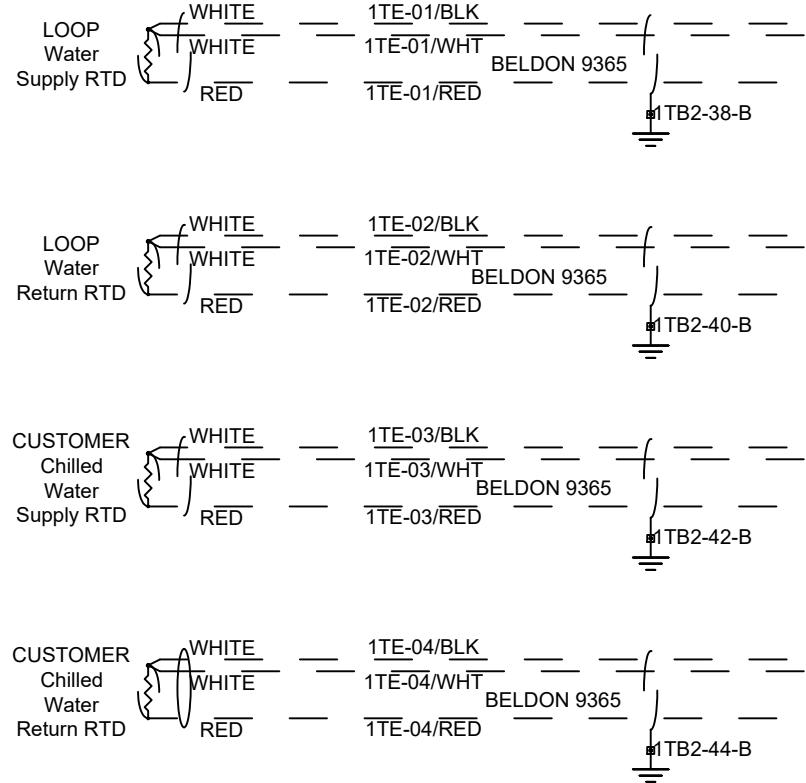 LOOP
Water
Supply RTD
WHITE
1TE-01/BLK
WHITE
1TE-01/WHT
BELDON 9365
RED
1TE-01/RED
1TB2-38-B
LOOP
Water
Return RTD
WHITE
1TE-02/BLK
WHITE
1TE-02/WHT
BELDON 9365
RED
1TE-02/RED
1TB2-40-B
CUSTOMER
Chilled
Water
Supply RTD
WHITE
1TE-03/BLK
WHITE
1TE-03/WHT
BELDON 9365
RED
1TE-03/RED
1TB2-42-B
CUSTOMER
Chilled
Water
Return RTD
WHITE
1TE-04/BLK
WHITE
1TE-04/WHT
BELDON 9365
RED
1TE-04/RED
1TB2-44-B